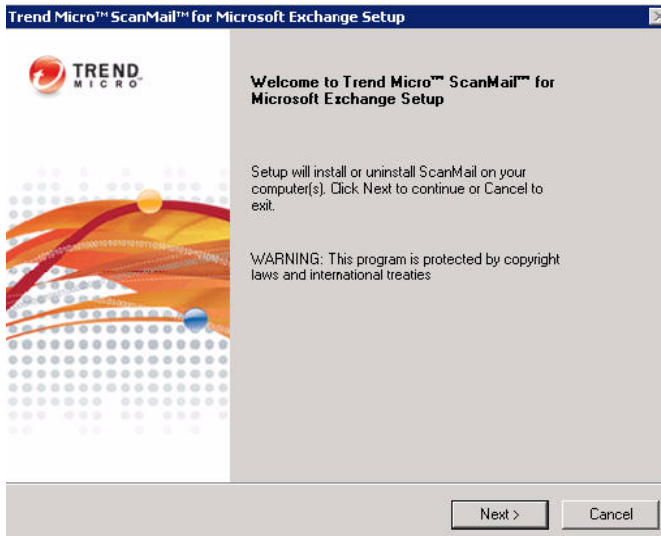 Trend Micro™ ScanMail™ for Microsoft Exchange Setup
TREND
MICRO
Welcome to Trend Micro™ ScanMail™ for
Microsoft Exchange Setup
Setup will install or uninstall ScanMail on your
computer(s). Click Next to continue or Cancel to
exit.
WARNING: This program is protected by copyright
laws and international treaties
Next >
Cancel